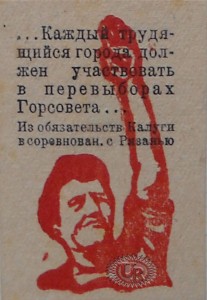 ...Каждый трудя-
щийся города дол-
жен участвовать
в перевыборах
Горсовета...
Из обязательств Калуги
в соревнован. с Рязанью